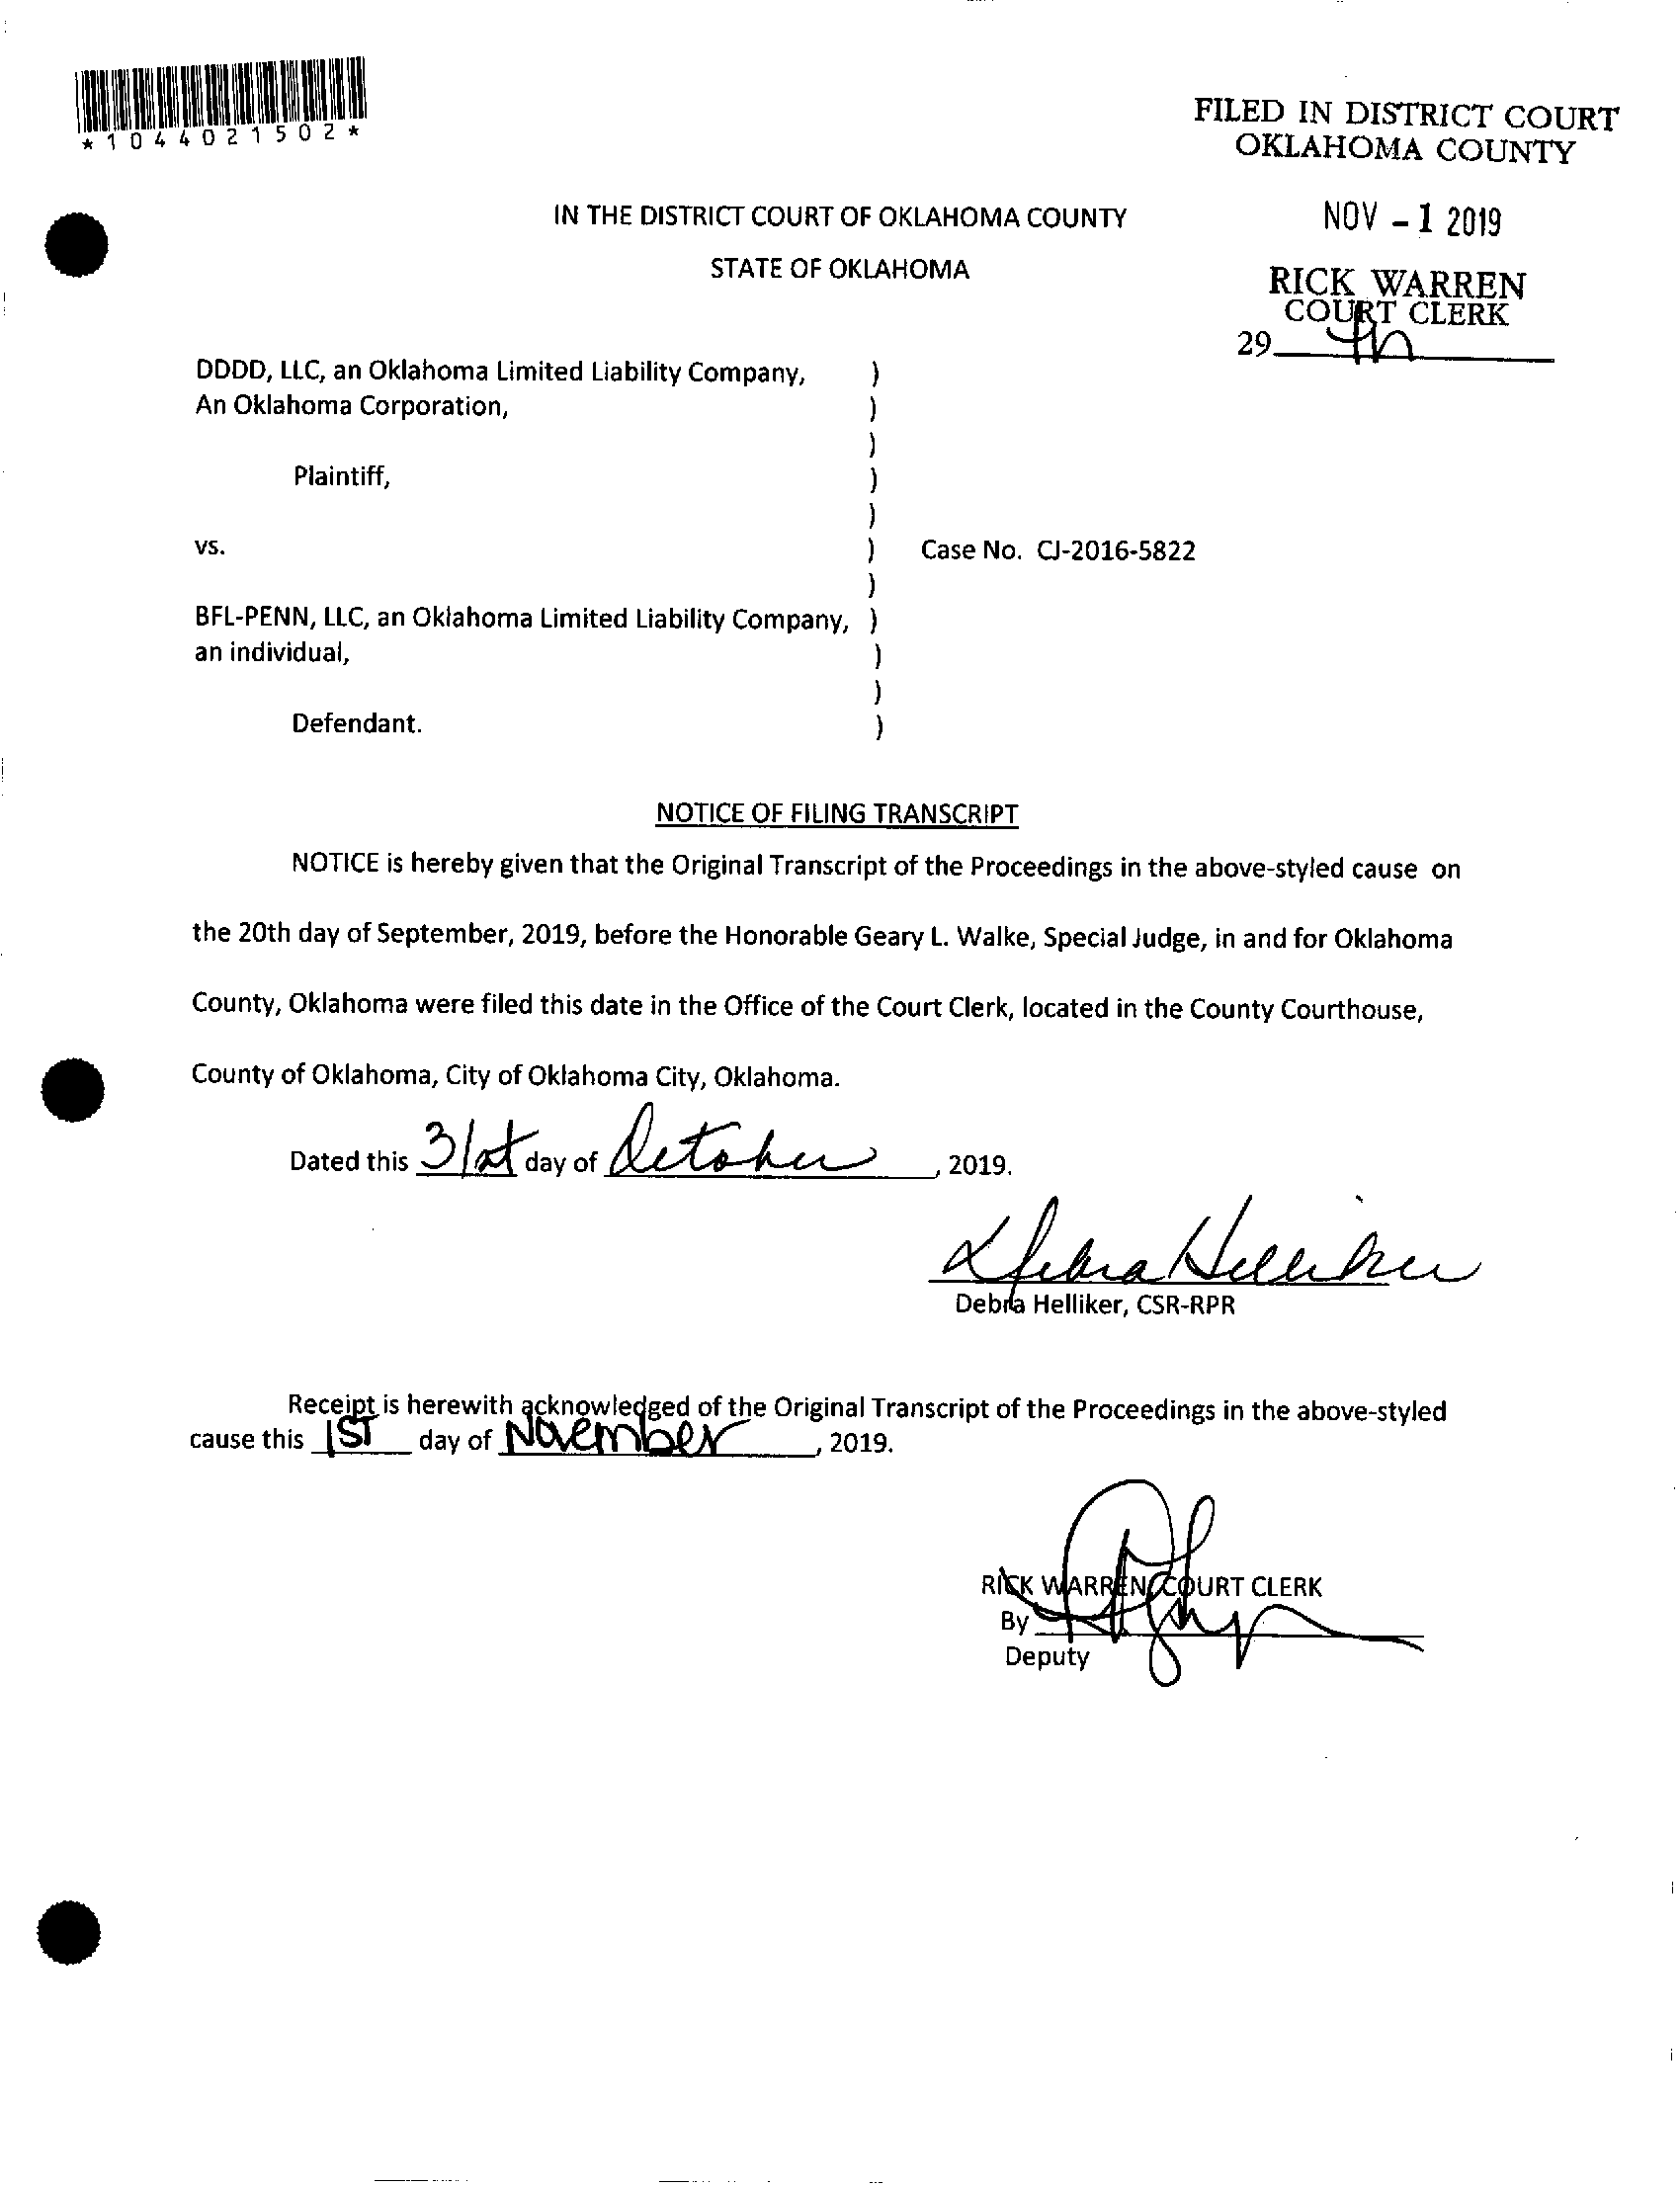 *1044021502*
FILED IN DISTRICT COURT
OKLAHOMA COUNTY
NOV - 1 2019
RICK WARREN
COURT CLERK
29
IN THE DISTRICT COURT OF OKLAHOMA COUNTY
STATE OF OKLAHOMA
DDDD, LLC, an Oklahoma Limited Liability Company, )
An Oklahoma Corporation, )
)
Plaintiff, )
)
vs. ) Case No. CJ-2016-5822
)
BFL-PENN, LLC, an Oklahoma Limited Liability Company, )
an individual, )
)
Defendant. )
NOTICE OF FILING TRANSCRIPT
NOTICE is hereby given that the Original Transcript of the Proceedings in the above-styled cause on
the 20th day of September, 2019, before the Honorable Geary L. Walke, Special Judge, in and for Oklahoma
County, Oklahoma were filed this date in the Office of the Court Clerk, located in the County Courthouse,
County of Oklahoma, City of Oklahoma City, Oklahoma.
Dated this 31st day of October, 2019.
Debra Helliker
Debra Helliker, CSR-RPR
Receipt is herewith acknowledged of the Original Transcript of the Proceedings in the above-styled
cause this 1ST day of November, 2019.
RICK WARREN, COURT CLERK
By
Deputy